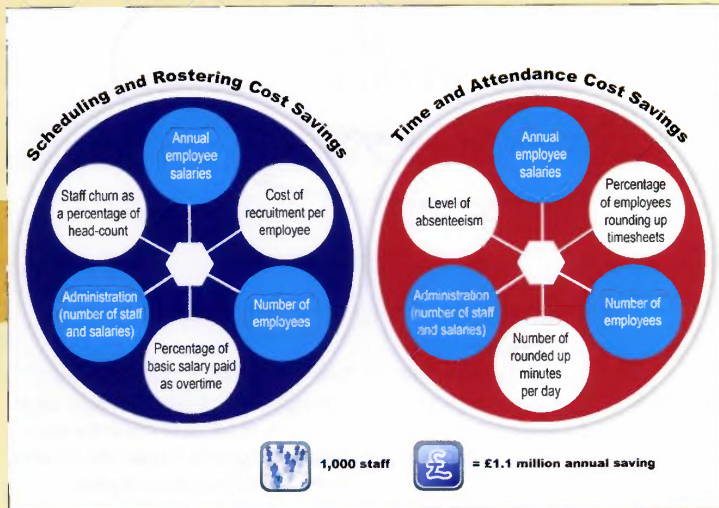 Scheduling and Rostering Cost Savings
Annual
employee
salaries
Cost of
recruitment per
employee
Number of
employees
Percentage of
basic salary paid
as overtime
Administration
(number of staff
and salaries)
Staff churn as
a percentage of
head-count
Time and Attendance Cost Savings
Annual
employee
salaries
Percentage
of employees
rounding up
timesheets
Number of
employees
Number of
rounded up
minutes
per day
Administration
(number of staff
and salaries)
Level of
absenteeism
1,000 staff
£
= £1.1 million annual saving